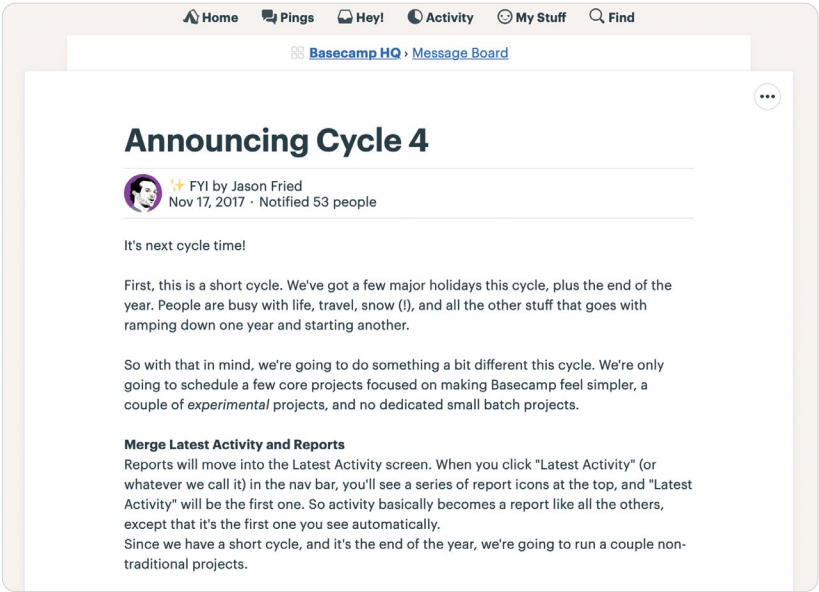 Home Pings Hey! Activity My Stuff Find
Basecamp HQ › Message Board
Announcing Cycle 4
✨ FYI by Jason Fried
Nov 17, 2017 · Notified 53 people
It's next cycle time!
First, this is a short cycle. We've got a few major holidays this cycle, plus the end of the
year. People are busy with life, travel, snow (!), and all the other stuff that goes with
ramping down one year and starting another.
So with that in mind, we're going to do something a bit different this cycle. We're only
going to schedule a few core projects focused on making Basecamp feel simpler, a
couple of experimental projects, and no dedicated small batch projects.
Merge Latest Activity and Reports
Reports will move into the Latest Activity screen. When you click "Latest Activity" (or
whatever we call it) in the nav bar, you'll see a series of report icons at the top, and "Latest
Activity" will be the first one. So activity basically becomes a report like all the others,
except that it's the first one you see automatically.
Since we have a short cycle, and it's the end of the year, we're going to run a couple non-
traditional projects.